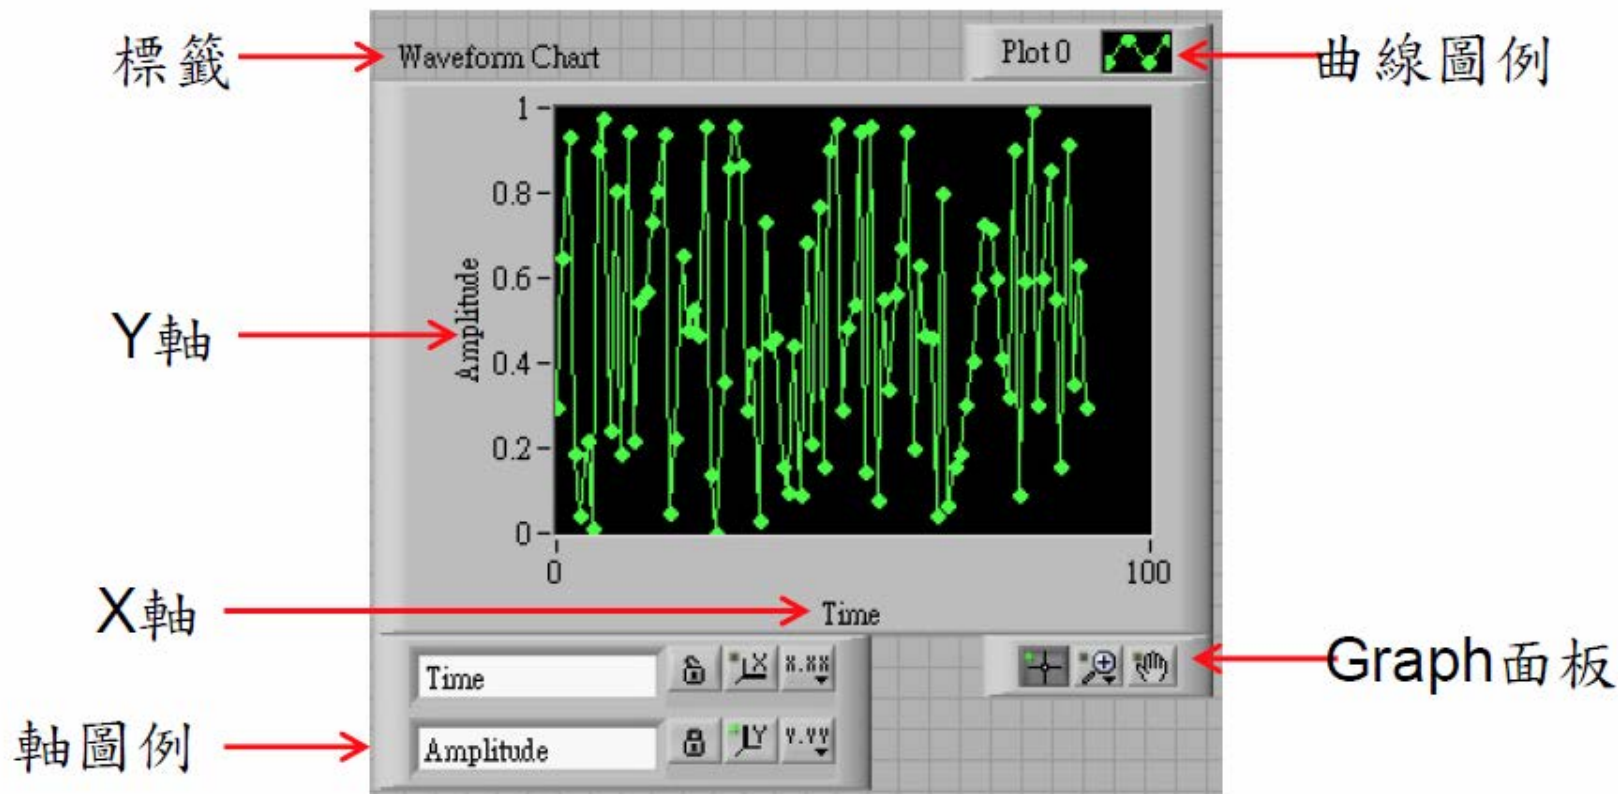 標籤
Waveform Chart
Plot 0
曲線圖例
1
0.8
0.6
0.4
0.2
0
Amplitude
Y軸
0
100
X軸
Time
Time
X.XX
Graph面板
軸圖例
Amplitude
Y.YY